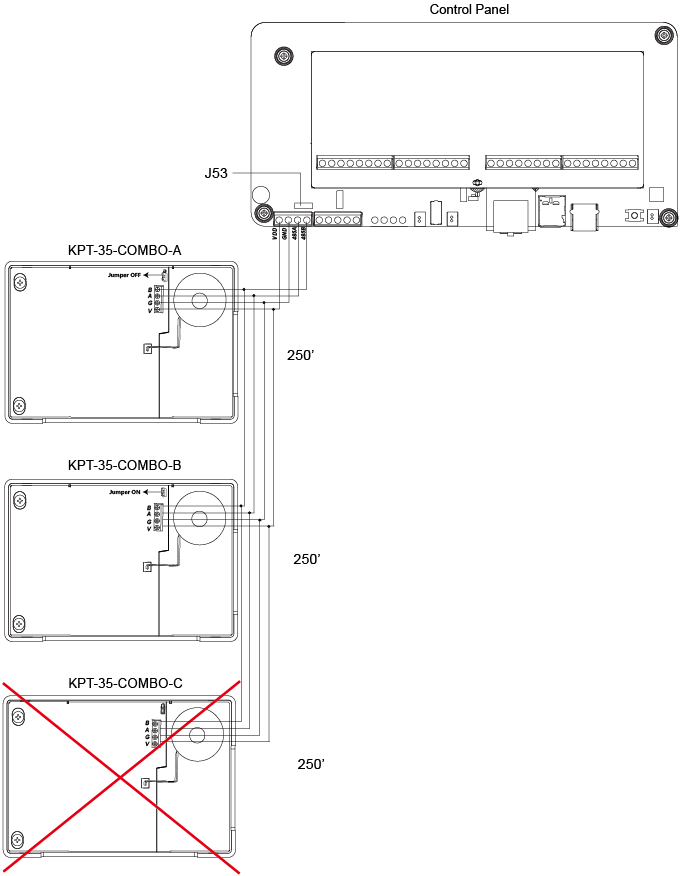 Control Panel
J53
VDD
GND
485A
485B
KPT-35-COMBO-A
Jumper OFF
B
A
G
V
250’
KPT-35-COMBO-B
Jumper ON
B
A
G
V
250’
KPT-35-COMBO-C
B
A
G
V
250’